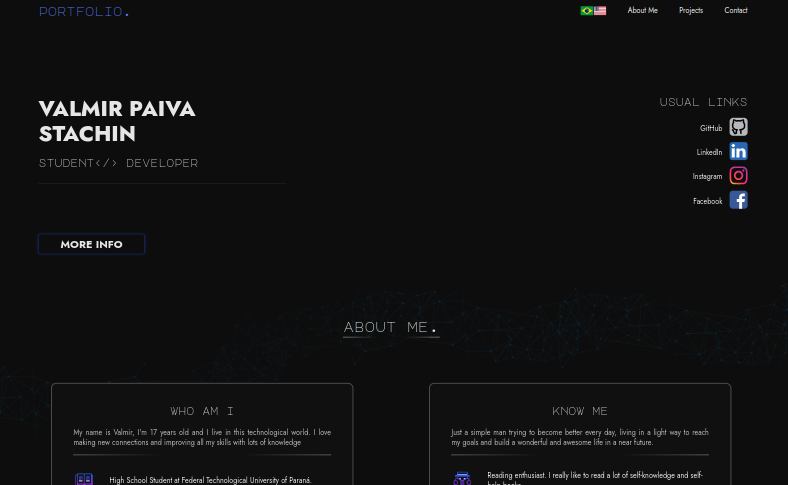 PORTFOLIO.
About Me
Projects
Contact
VALMIR PAIVA
STACHIN
STUDENT</> DEVELOPER
MORE INFO
USUAL LINKS
GitHub
LinkedIn
Instagram
Facebook
ABOUT ME.
WHO AM I
My name is Valmir, I'm 17 years old and I live in this technological world. I love
making new connections and improving all my skills with lots of knowledge
High School Student at Federal Technological University of Paraná.
KNOW ME
Just a simple man trying to become better every day, living in a light way to reach
my goals and build a wonderful and awesome life in a near future.
Reading enthusiast. I really like to read a lot of self-knowledge and self-
help books.